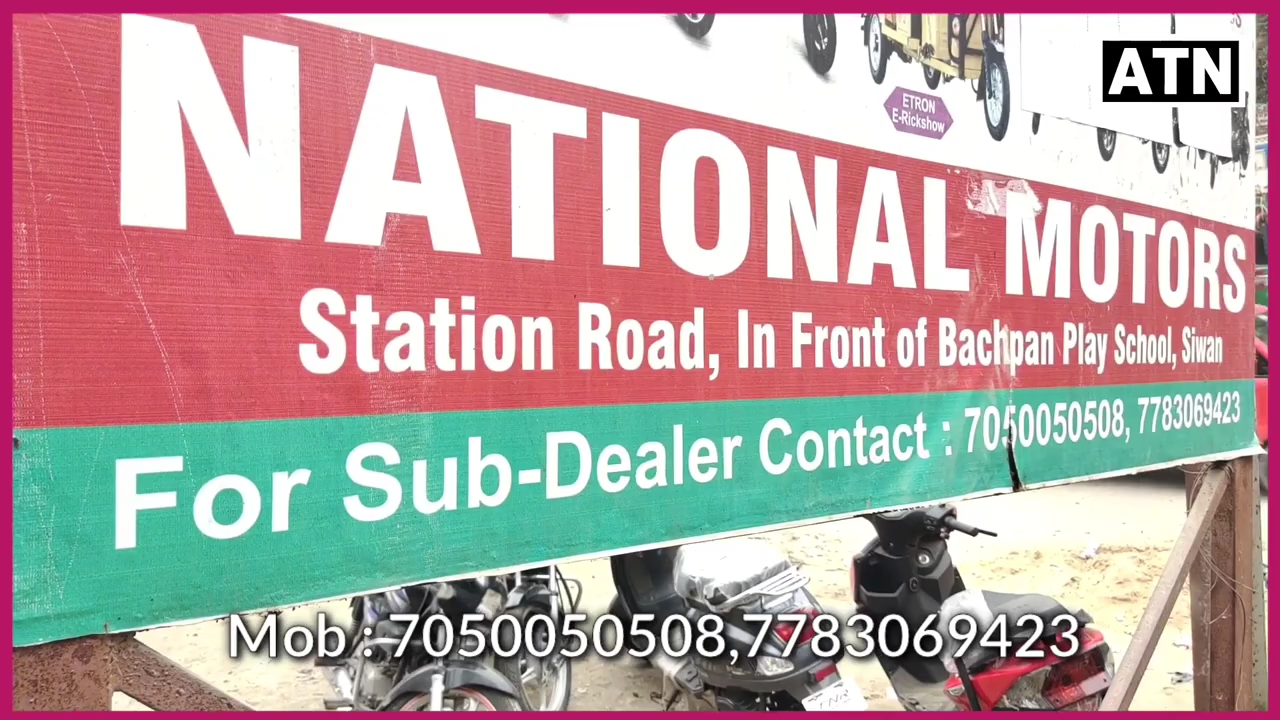 ATN
ETRON
E-Rickshow
NATIONAL MOTORS
Station Road, In Front of Bachpan Play School, Siwan
For Sub-Dealer Contact : 7050050508, 7783069423
Mob : 7050050508,7783069423